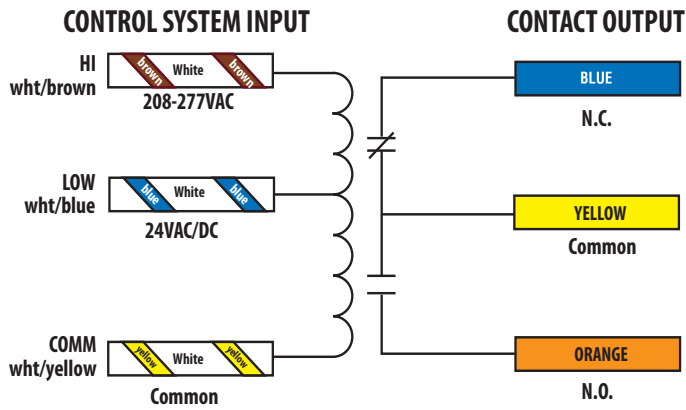 CONTROL SYSTEM INPUT
CONTACT OUTPUT
HI
wht/brown
brown White brown
208-277VAC
BLUE
N.C.
LOW
wht/blue
blue White blue
24VAC/DC
YELLOW
Common
COMM
wht/yellow
yellow White yellow
Common
ORANGE
N.O.